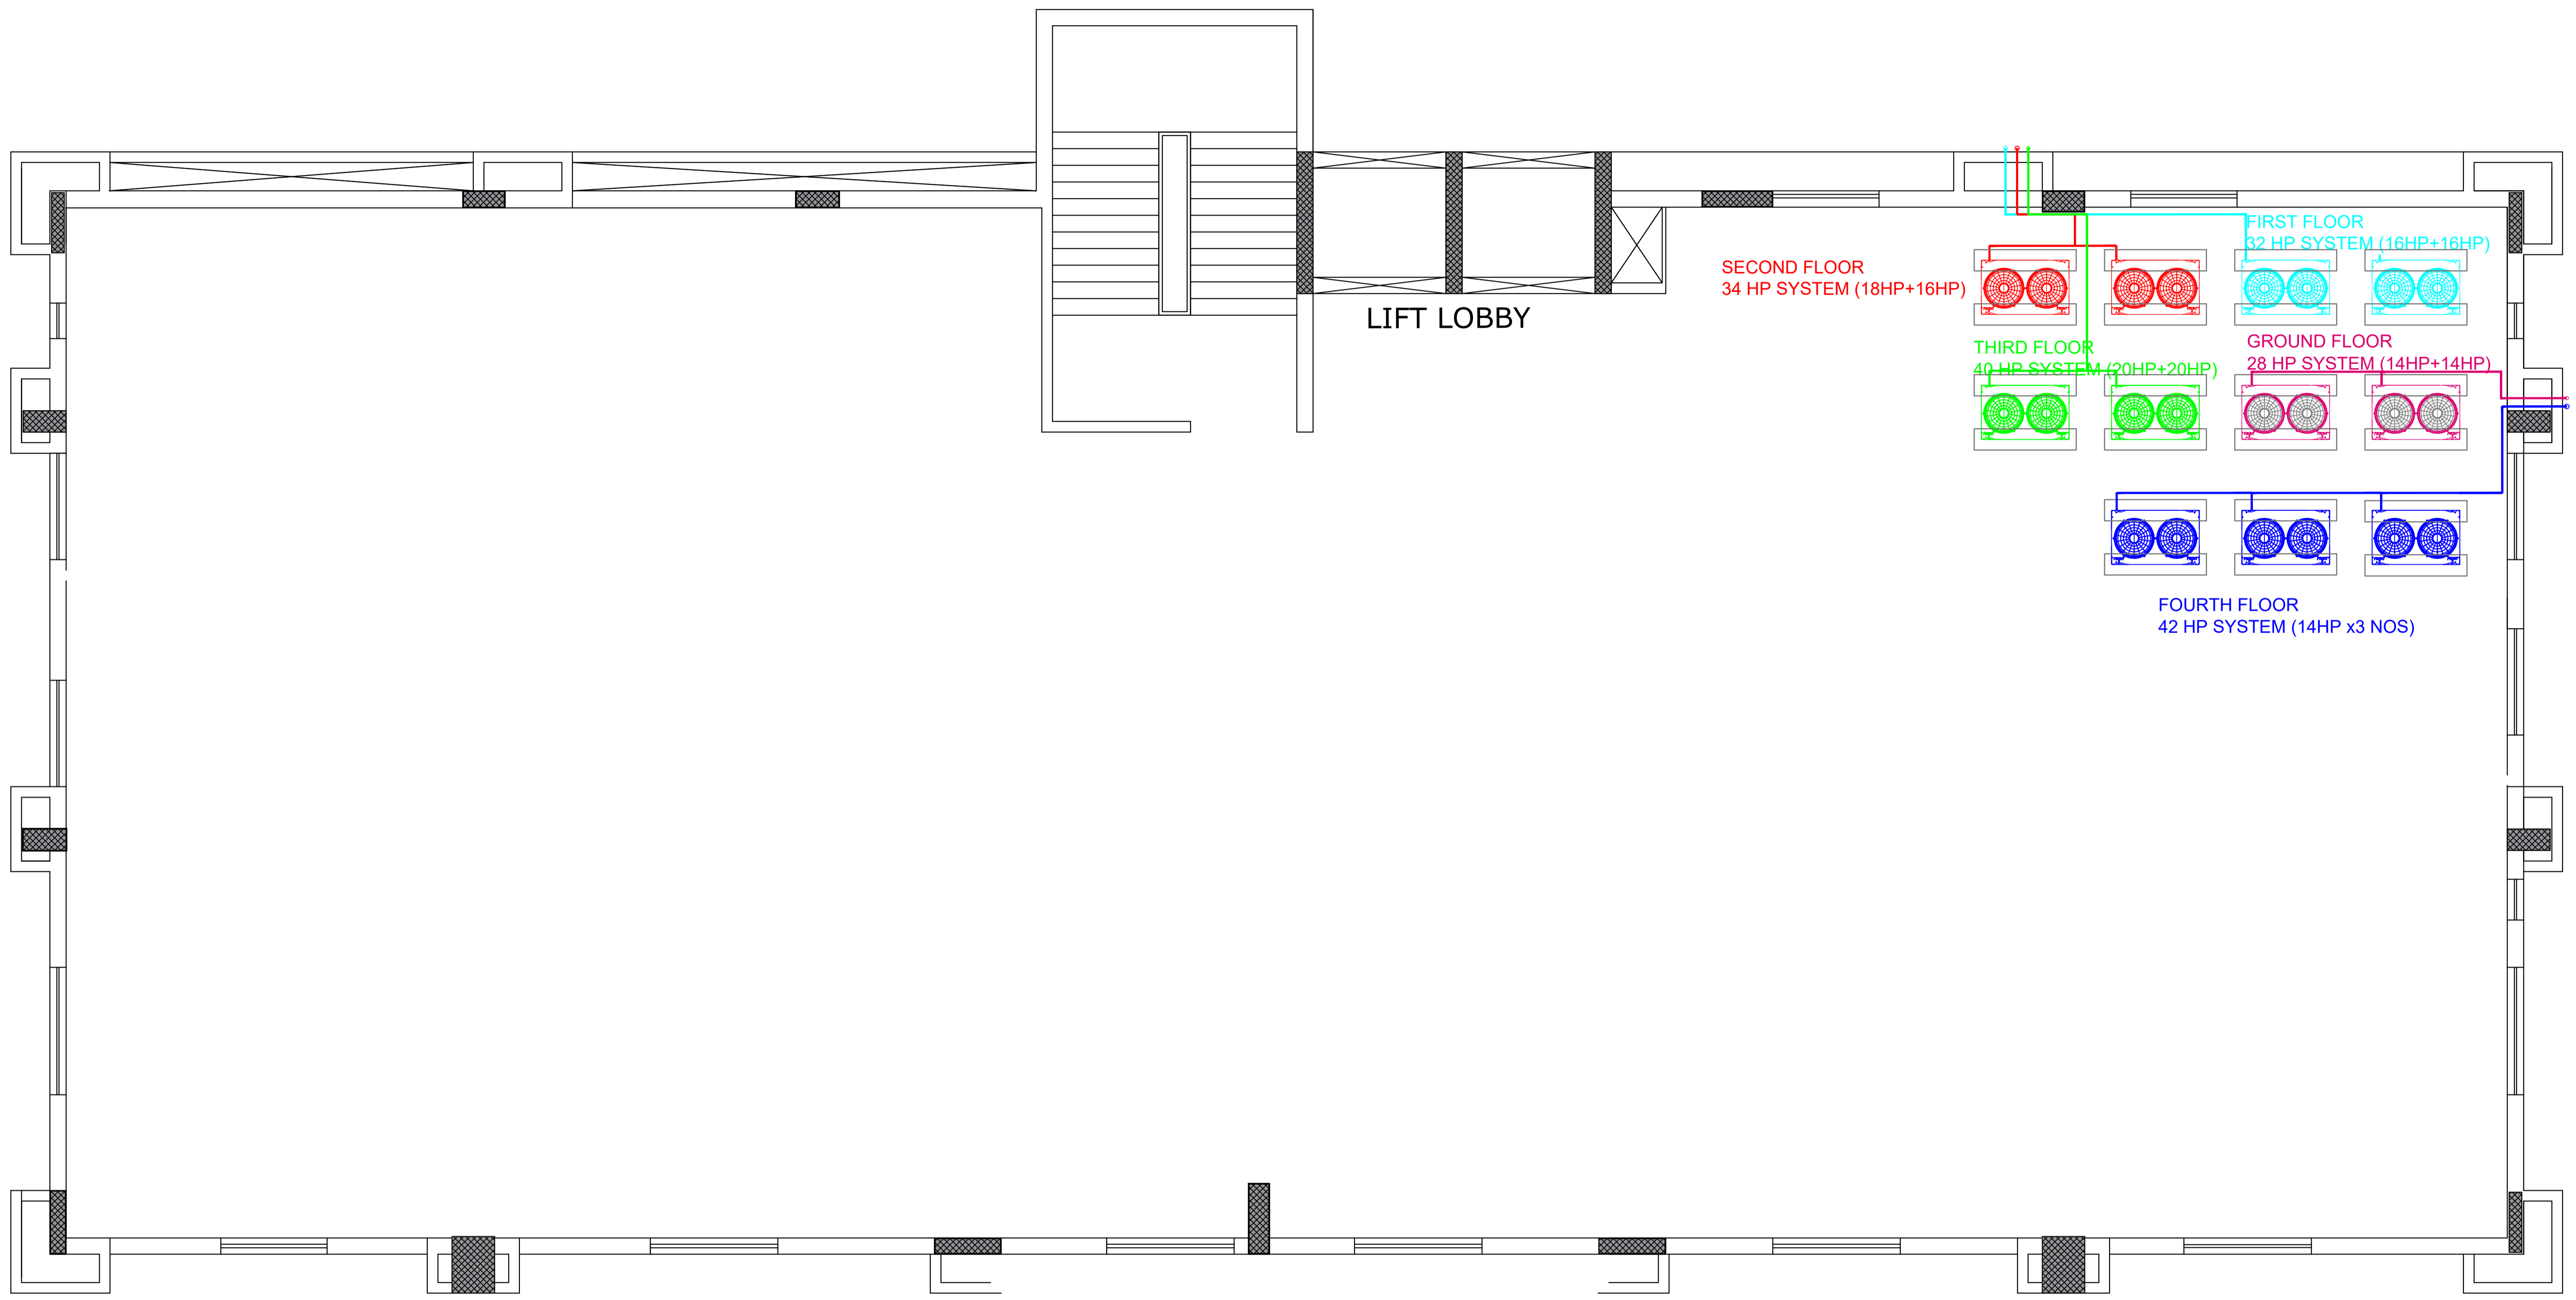 FIRST FLOOR
32 HP SYSTEM (16HP+16HP)
SECOND FLOOR
34 HP SYSTEM (18HP+16HP)
LIFT LOBBY
THIRD FLOOR
40 HP SYSTEM (20HP+20HP)
GROUND FLOOR
28 HP SYSTEM (14HP+14HP)
FOURTH FLOOR
42 HP SYSTEM (14HP x3 NOS)